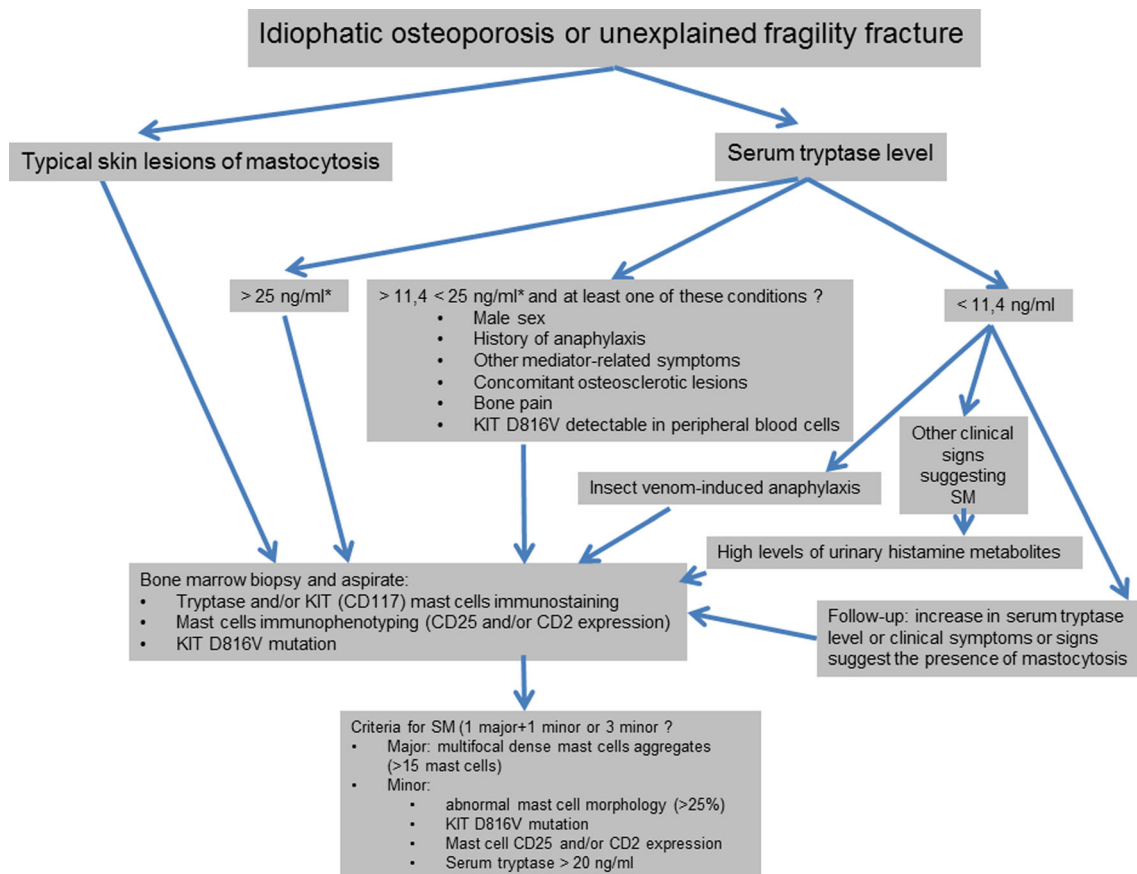 Idiophatic osteoporosis or unexplained fragility fracture
Typical skin lesions of mastocytosis
Serum tryptase level
> 25 ng/ml*
> 11,4 < 25 ng/ml* and at least one of these conditions ?
• Male sex
• History of anaphylaxis
• Other mediator-related symptoms
• Concomitant osteosclerotic lesions
• Bone pain
• KIT D816V detectable in peripheral blood cells
< 11,4 ng/ml
Other clinical
signs
suggesting
SM
Insect venom-induced anaphylaxis
High levels of urinary histamine metabolites
Follow-up: increase in serum tryptase
level or clinical symptoms or signs
suggest the presence of mastocytosis
Bone marrow biopsy and aspirate:
• Tryptase and/or KIT (CD117) mast cells immunostaining
• Mast cells immunophenotyping (CD25 and/or CD2 expression)
• KIT D816V mutation
Criteria for SM (1 major+1 minor or 3 minor ?
• Major: multifocal dense mast cells aggregates
(>15 mast cells)
• Minor:
• abnormal mast cell morphology (>25%)
• KIT D816V mutation
• Mast cell CD25 and/or CD2 expression
• Serum tryptase > 20 ng/ml